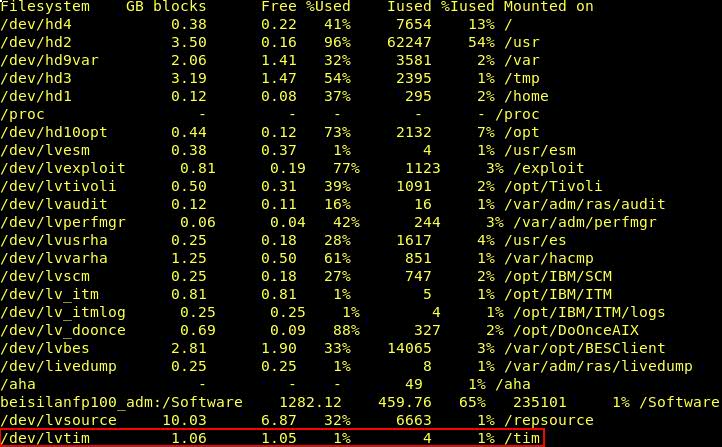 Filesystem    GB blocks      Free %Used    Iused %Iused Mounted on
/dev/hd4           0.38      0.22   41%     7654    13% /
/dev/hd2           3.50      0.16   96%    62247    54% /usr
/dev/hd9var        2.06      1.41   32%     3581     2% /var
/dev/hd3           3.19      1.47   54%     2395     1% /tmp
/dev/hd1           0.12      0.08   37%      295     2% /home
/proc                 -         -    -         -     - /proc
/dev/hd10opt       0.44      0.12   73%     2132     7% /opt
/dev/lvesm         0.38      0.37    1%        4     1% /usr/esm
/dev/lvexploit      0.81      0.19   77%     1123     3% /exploit
/dev/lvtivoli      0.50      0.31   39%     1091     2% /opt/Tivoli
/dev/lvaudit       0.12      0.11   16%       16     1% /var/adm/ras/audit
/dev/lvperfmgr      0.06      0.04   42%      244     3% /var/adm/perfmgr
/dev/lvusrha       0.25      0.18   28%     1617     4% /usr/es
/dev/lvvarha       1.25      0.50   61%      851     1% /var/hacmp
/dev/lvscm         0.25      0.18   27%      747     2% /opt/IBM/SCM
/dev/lv_itm        0.81      0.81    1%        5     1% /opt/IBM/ITM
/dev/lv_itmlog      0.25      0.25    1%        4     1% /opt/IBM/ITM/logs
/dev/lv_doonce      0.69      0.09   88%      327     2% /opt/DoOnceAIX
/dev/lvbes         2.81      1.90   33%    14065     3% /var/opt/BESClient
/dev/livedump      0.25      0.25    1%        8     1% /var/adm/ras/livedump
/aha                  -         -    -        49     1% /aha
beisilanfp100_adm:/Software    1282.12    459.76   65%   235101     1% /Software
/dev/lvsource     10.03      6.87   32%     6663     1% /repsource
/dev/lvtim         1.06      1.05    1%        4     1% /tim